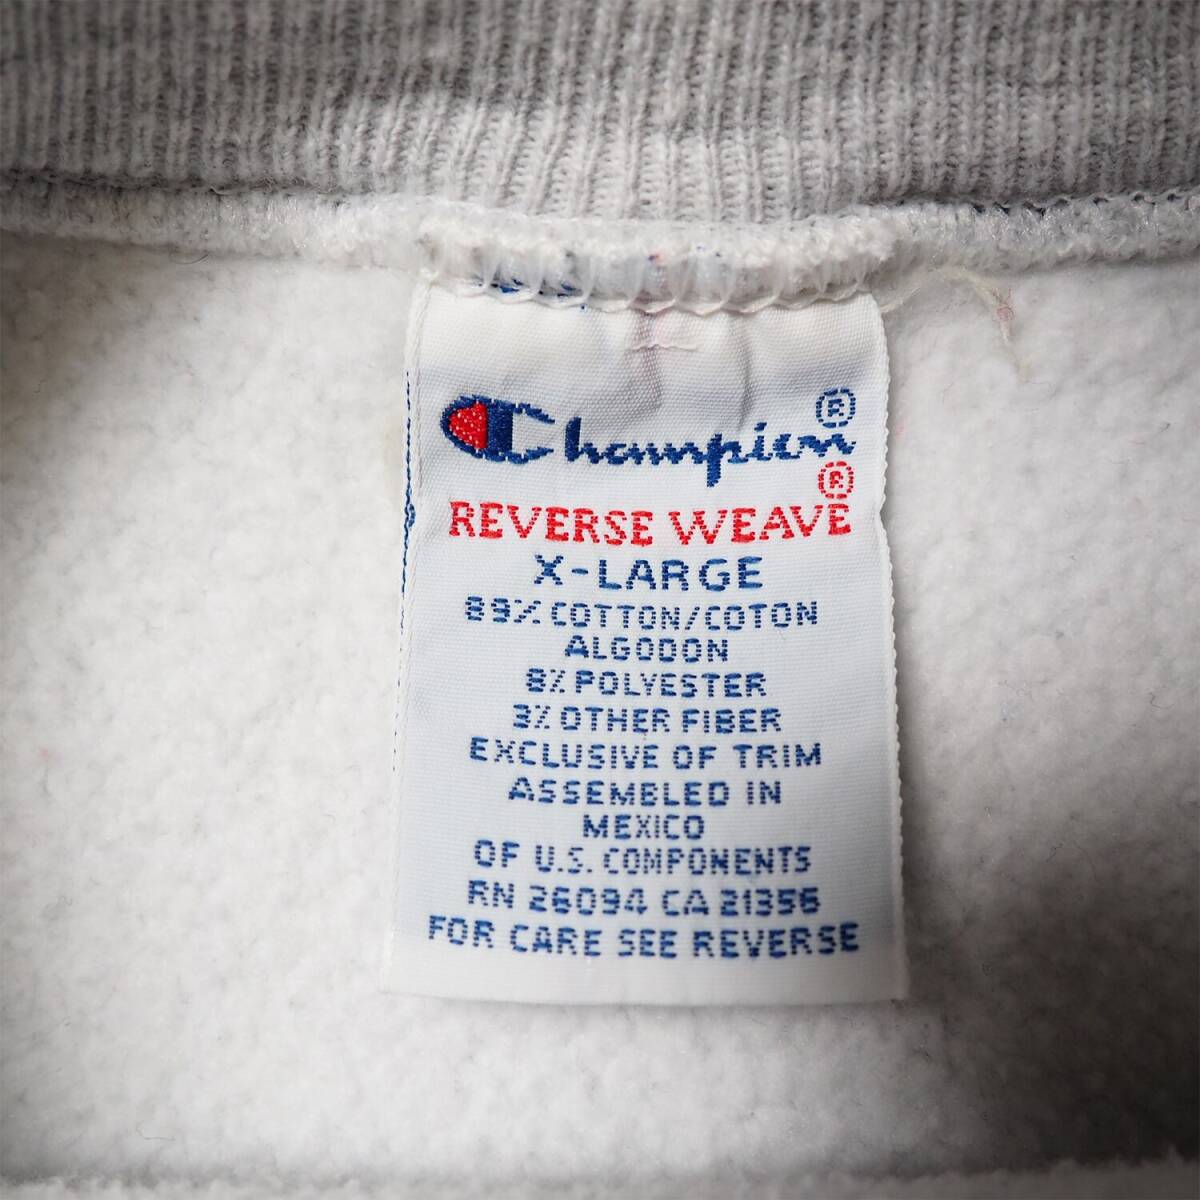 Champion®
REVERSE WEAVE®
X-LARGE
89% COTTON/COTON
ALGODON
8% POLYESTER
3% OTHER FIBER
EXCLUSIVE OF TRIM
ASSEMBLED IN
MEXICO
OF U.S. COMPONENTS
RN 26094 CA 21356
FOR CARE SEE REVERSE